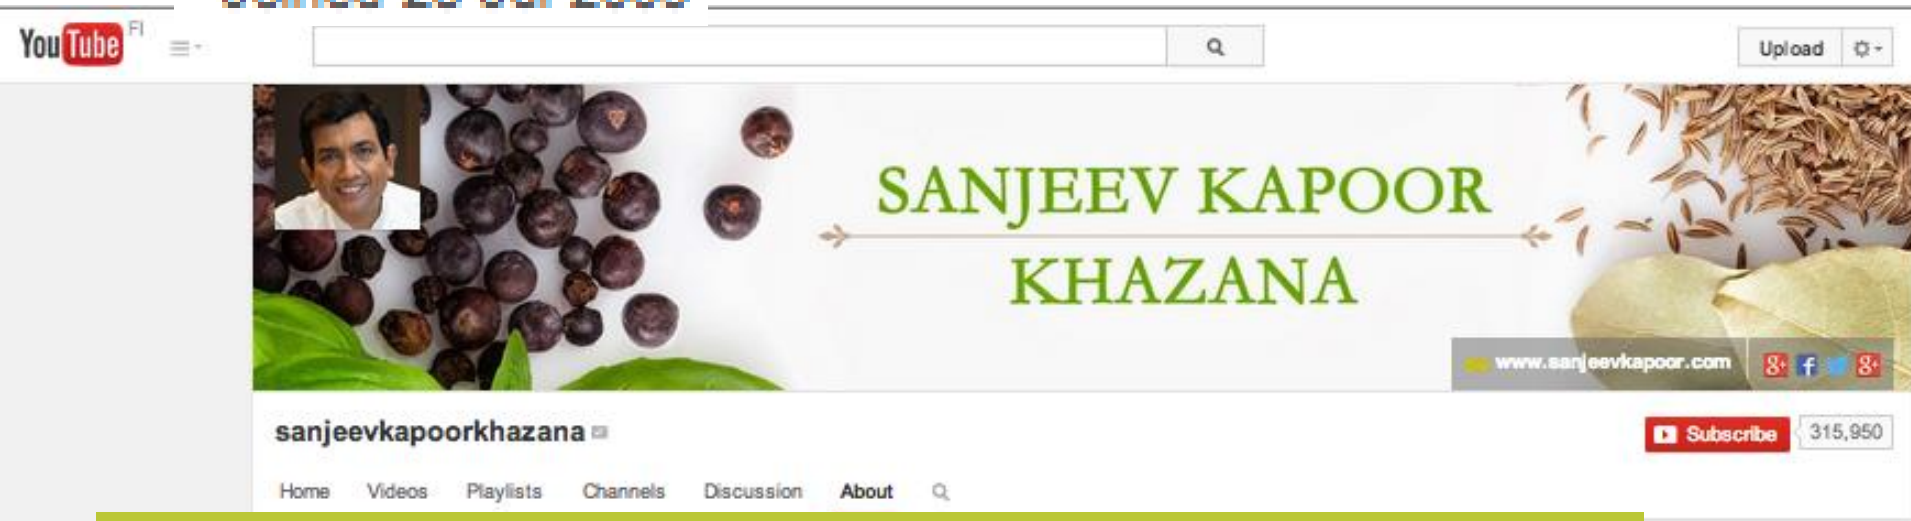 YouTube FI
Upload
SANJEEV KAPOOR
KHAZANA
www.sanjeevkapoor.com
sanjeevkapoorkhazana
Subscribe 315,950
Home Videos Playlists Channels Discussion About